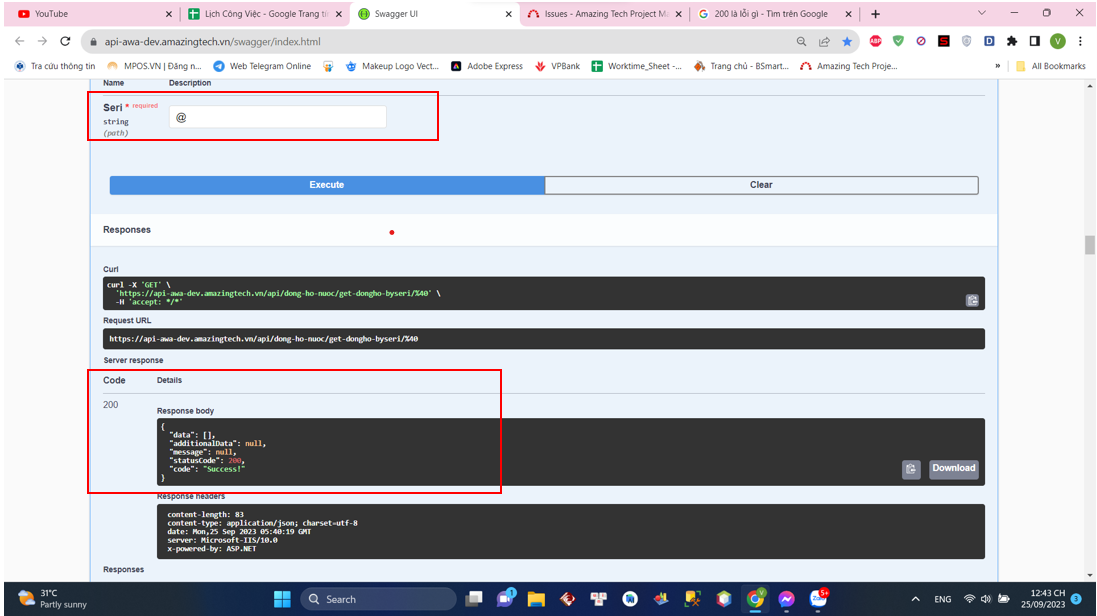 YouTube
Lịch Công Việc - Google Trang tín
Swagger UI
Issues - Amazing Tech Project Ma
200 là lỗi gì - Tìm trên Google
api-awa-dev.amazingtech.vn/swagger/index.html
Tra cứu thông tin
MPOS.VN | Đăng n...
Web Telegram Online
Makeup Logo Vect...
Adobe Express
VPBank
Worktime_Sheet -...
Trang chủ - BSmart...
Amazing Tech Proje...
»
All Bookmarks
Name Description
Seri * required
string
(path)
@
Execute
Clear
Responses
Curl
curl -X 'GET' \
'https://api-awa-dev.amazingtech.vn/api/dong-ho-nuoc/get-dongho-byseri/%40' \
-H 'accept: */*'
Request URL
https://api-awa-dev.amazingtech.vn/api/dong-ho-nuoc/get-dongho-byseri/%40
Server response
Code Details
200
Response body
{
"data": [],
"additionalData": null,
"message": null,
"statusCode": 200,
"code": "Success!"
}
Download
Response headers
content-length: 83
content-type: application/json; charset=utf-8
date: Mon,25 Sep 2023 05:40:19 GMT
server: Microsoft-IIS/10.0
x-powered-by: ASP.NET
Responses
31°C
Partly sunny
Search
1
Zalo
5+
ENG
12:43 CH
25/09/2023
3